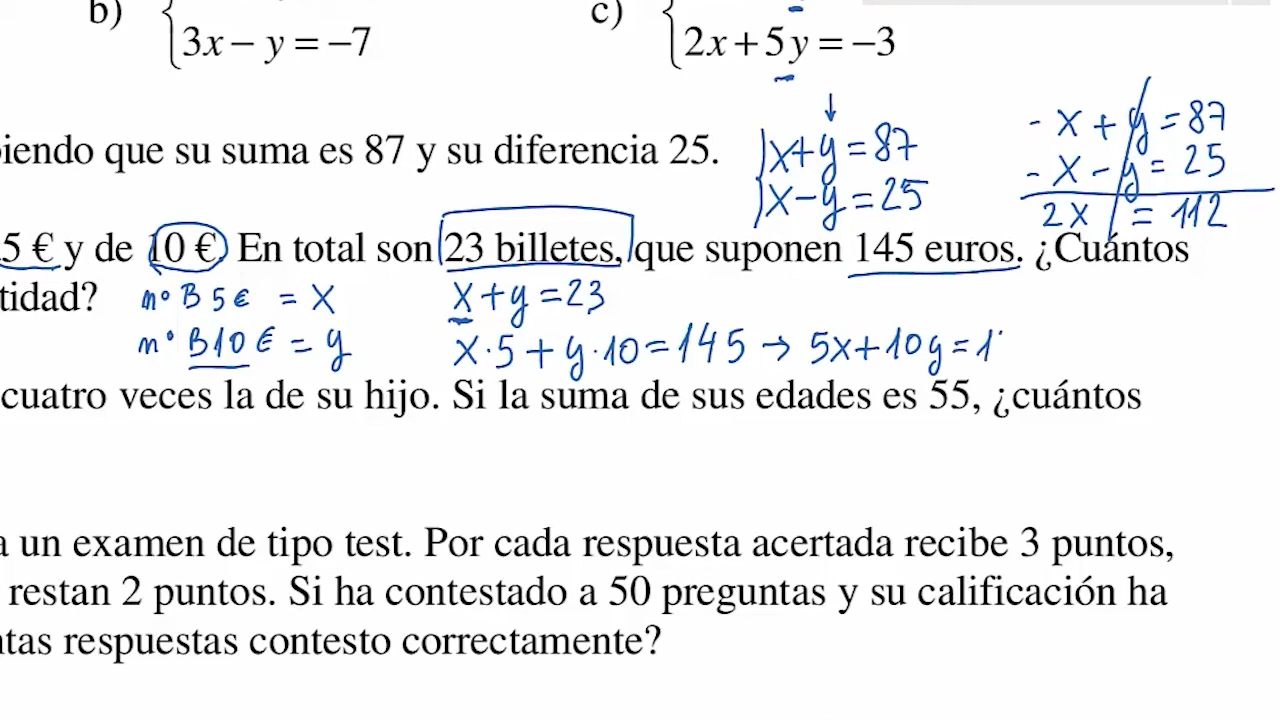 b)
3x − y = −7
c)
2x + 5y = −3
iendo que su suma es 87 y su diferencia 25.
x+y=87
x-y=25
- x + y = 87
- x - y = 25
2x = 112
5 € y de 10 €. En total son 23 billetes, que suponen 145 euros. ¿Cuántos
tidad?
nº B 5€ = x
x+y=23
nº B10€ = y
x·5+y·10=145 → 5x+10y=1
cuatro veces la de su hijo. Si la suma de sus edades es 55, ¿cuántos
a un examen de tipo test. Por cada respuesta acertada recibe 3 puntos,
restan 2 puntos. Si ha contestado a 50 preguntas y su calificación ha
ntas respuestas contesto correctamente?